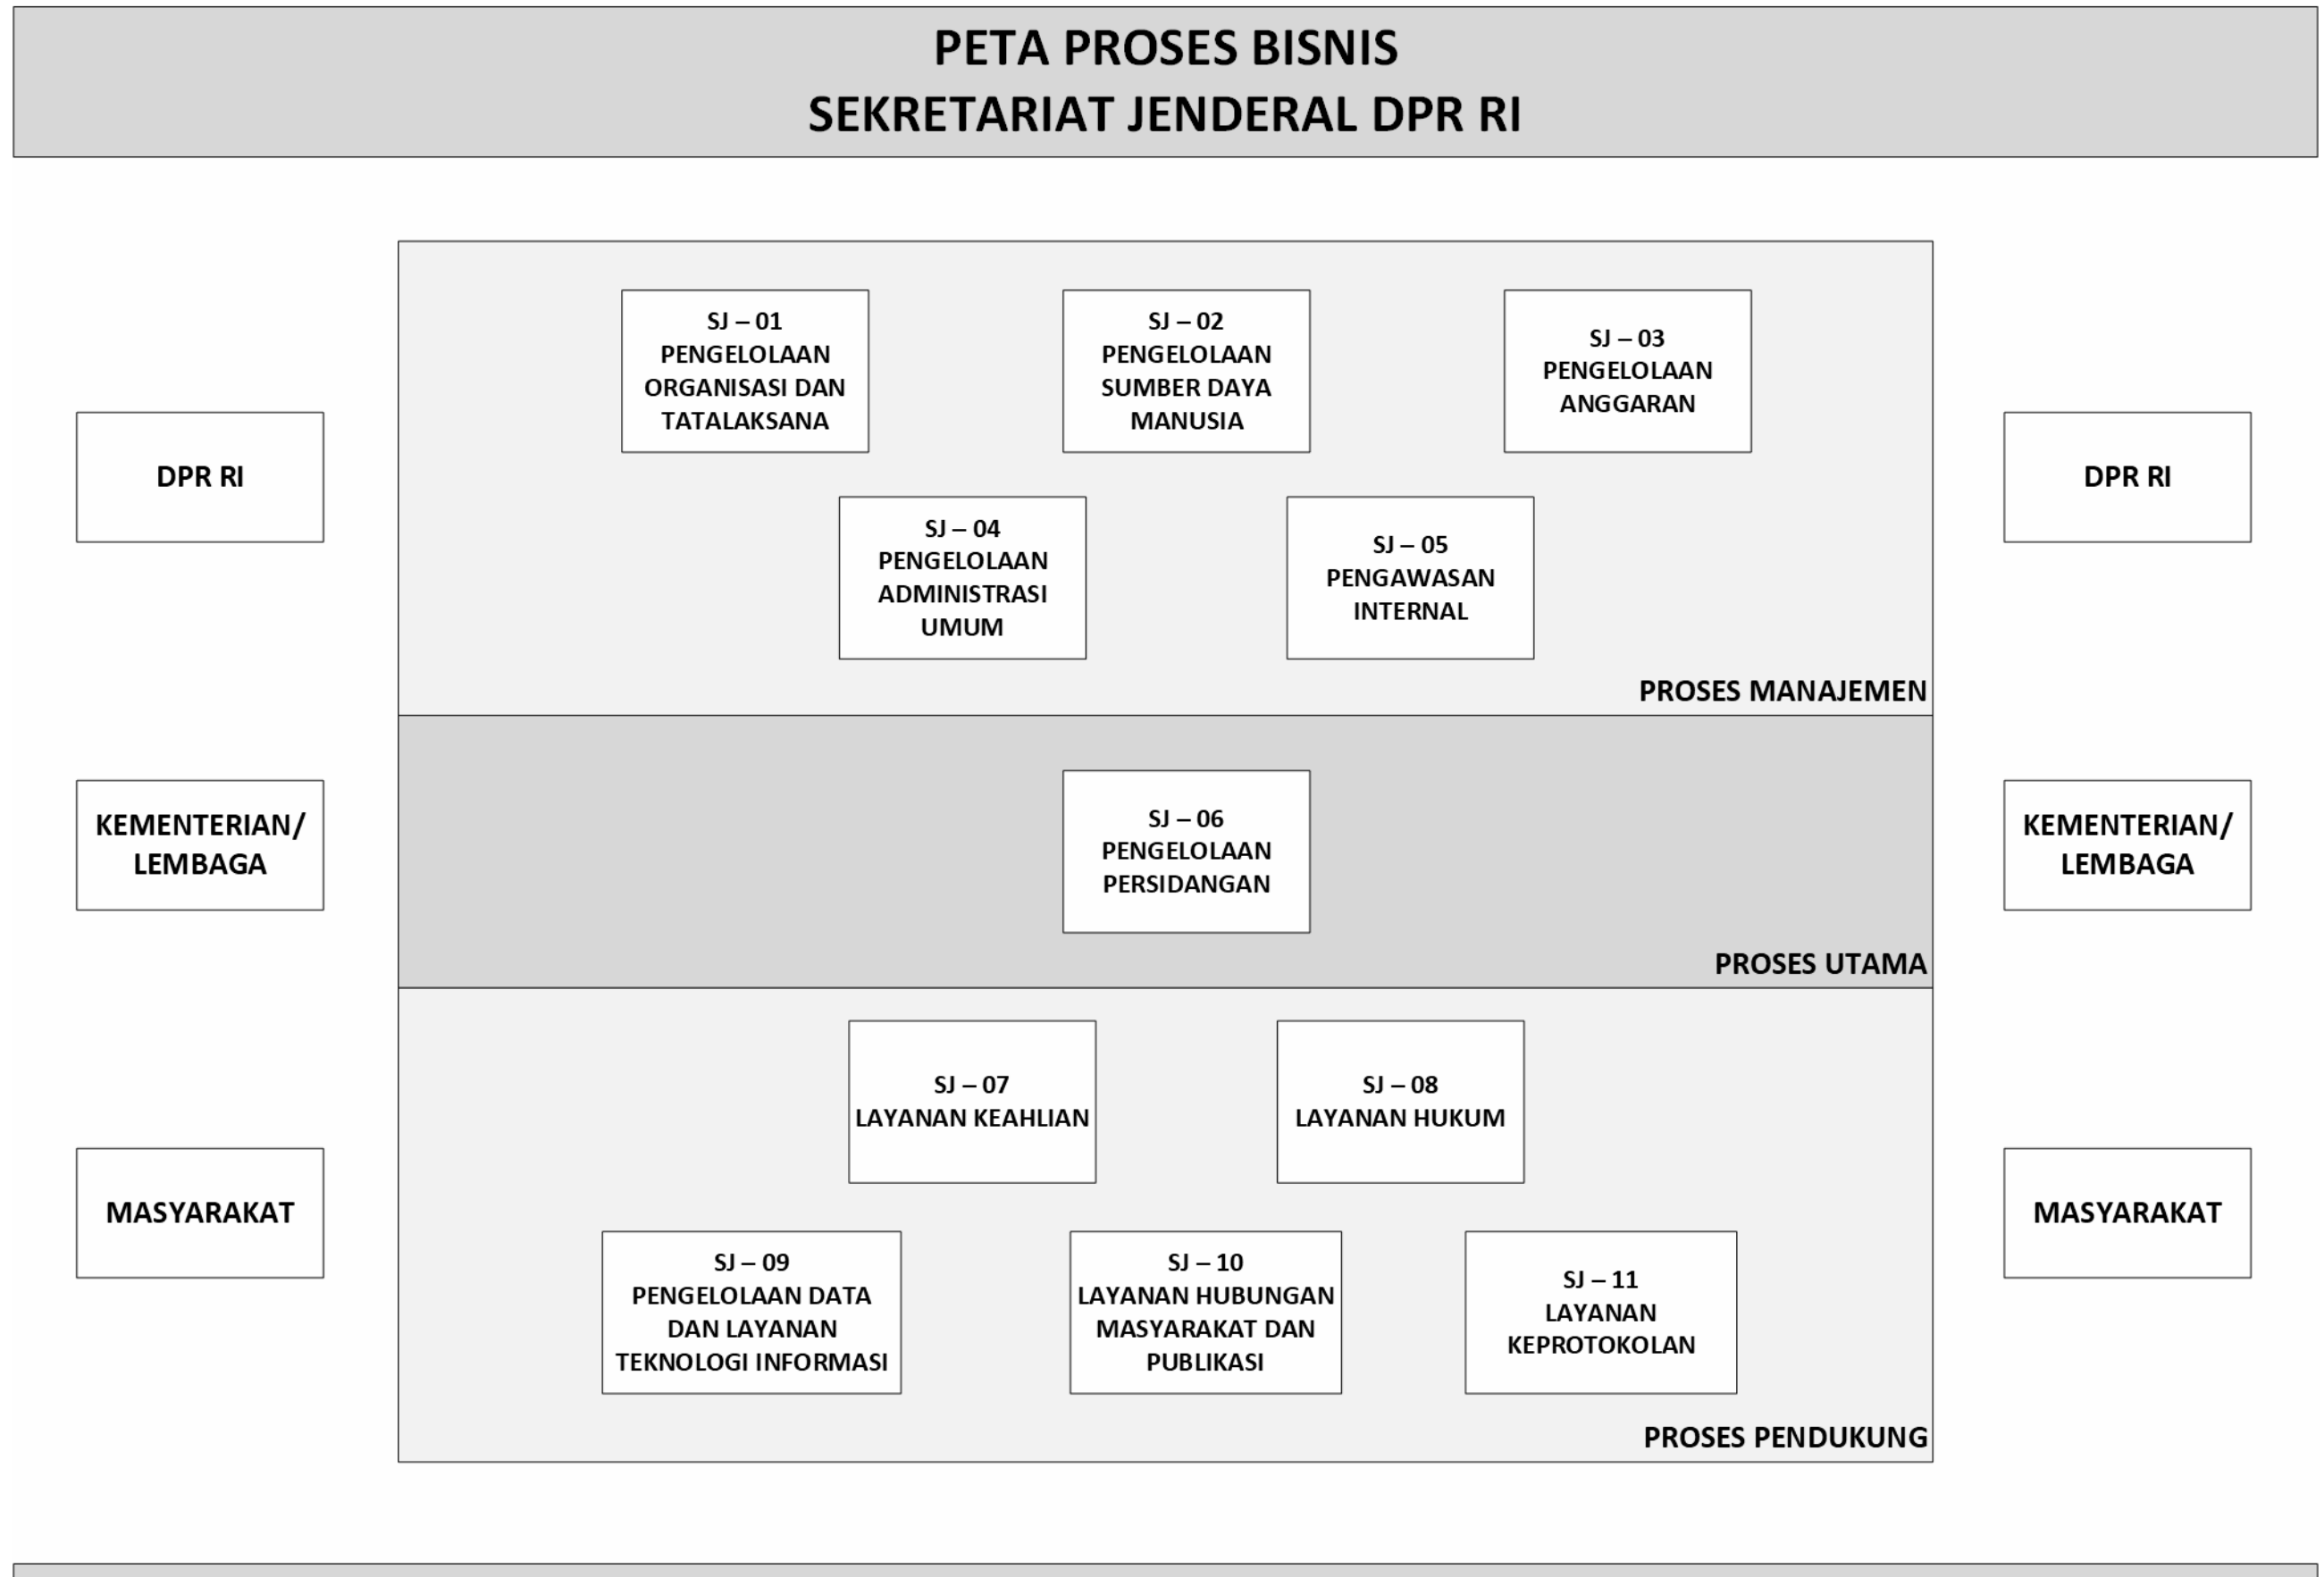 PETA PROSES BISNIS
SEKRETARIAT JENDERAL DPR RI
DPR RI
KEMENTERIAN/
LEMBAGA
MASYARAKAT
SJ – 01
PENGELOLAAN
ORGANISASI DAN
TATALAKSANA
SJ – 02
PENGELOLAAN
SUMBER DAYA
MANUSIA
SJ – 03
PENGELOLAAN
ANGGARAN
SJ – 04
PENGELOLAAN
ADMINISTRASI
UMUM
SJ – 05
PENGAWASAN
INTERNAL
PROSES MANAJEMEN
SJ – 06
PENGELOLAAN
PERSIDANGAN
PROSES UTAMA
SJ – 07
LAYANAN KEAHLIAN
SJ – 08
LAYANAN HUKUM
SJ – 09
PENGELOLAAN DATA
DAN LAYANAN
TEKNOLOGI INFORMASI
SJ – 10
LAYANAN HUBUNGAN
MASYARAKAT DAN
PUBLIKASI
SJ – 11
LAYANAN
KEPROTOKOLAN
PROSES PENDUKUNG
DPR RI
KEMENTERIAN/
LEMBAGA
MASYARAKAT